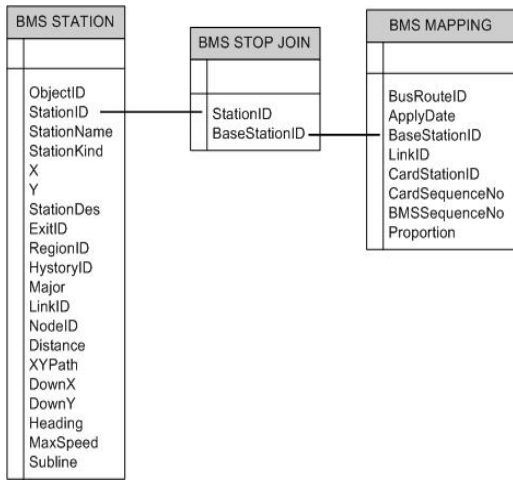 BMS STATION
ObjectID
StationID
StationName
StationKind
X
Y
StationDes
ExitID
RegionID
HystoryID
Major
LinkID
NodeID
Distance
XYPath
DownX
DownY
Heading
MaxSpeed
Subline
BMS STOP JOIN
StationID
BaseStationID
BMS MAPPING
BusRouteID
ApplyDate
BaseStationID
LinkID
CardStationID
CardSequenceNo
BMSSequenceNo
Proportion